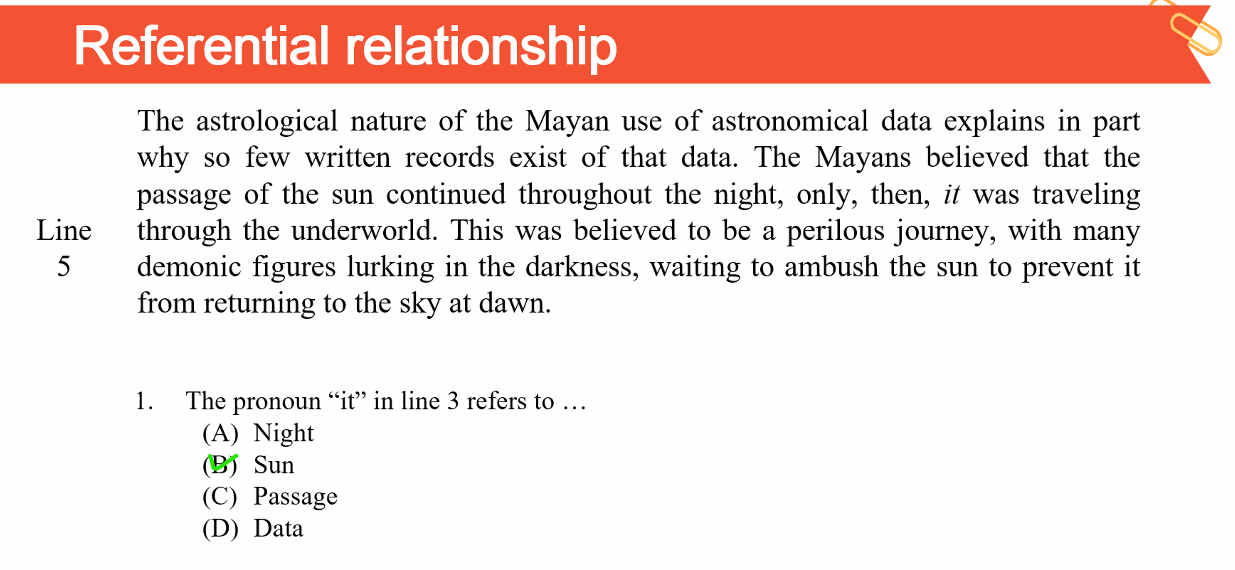 Referential relationship
The astrological nature of the Mayan use of astronomical data explains in part
why so few written records exist of that data. The Mayans believed that the
passage of the sun continued throughout the night, only, then, it was traveling
Line through the underworld. This was believed to be a perilous journey, with many
5 demonic figures lurking in the darkness, waiting to ambush the sun to prevent it
from returning to the sky at dawn.
1. The pronoun “it” in line 3 refers to …
(A) Night
(B) Sun
(C) Passage
(D) Data